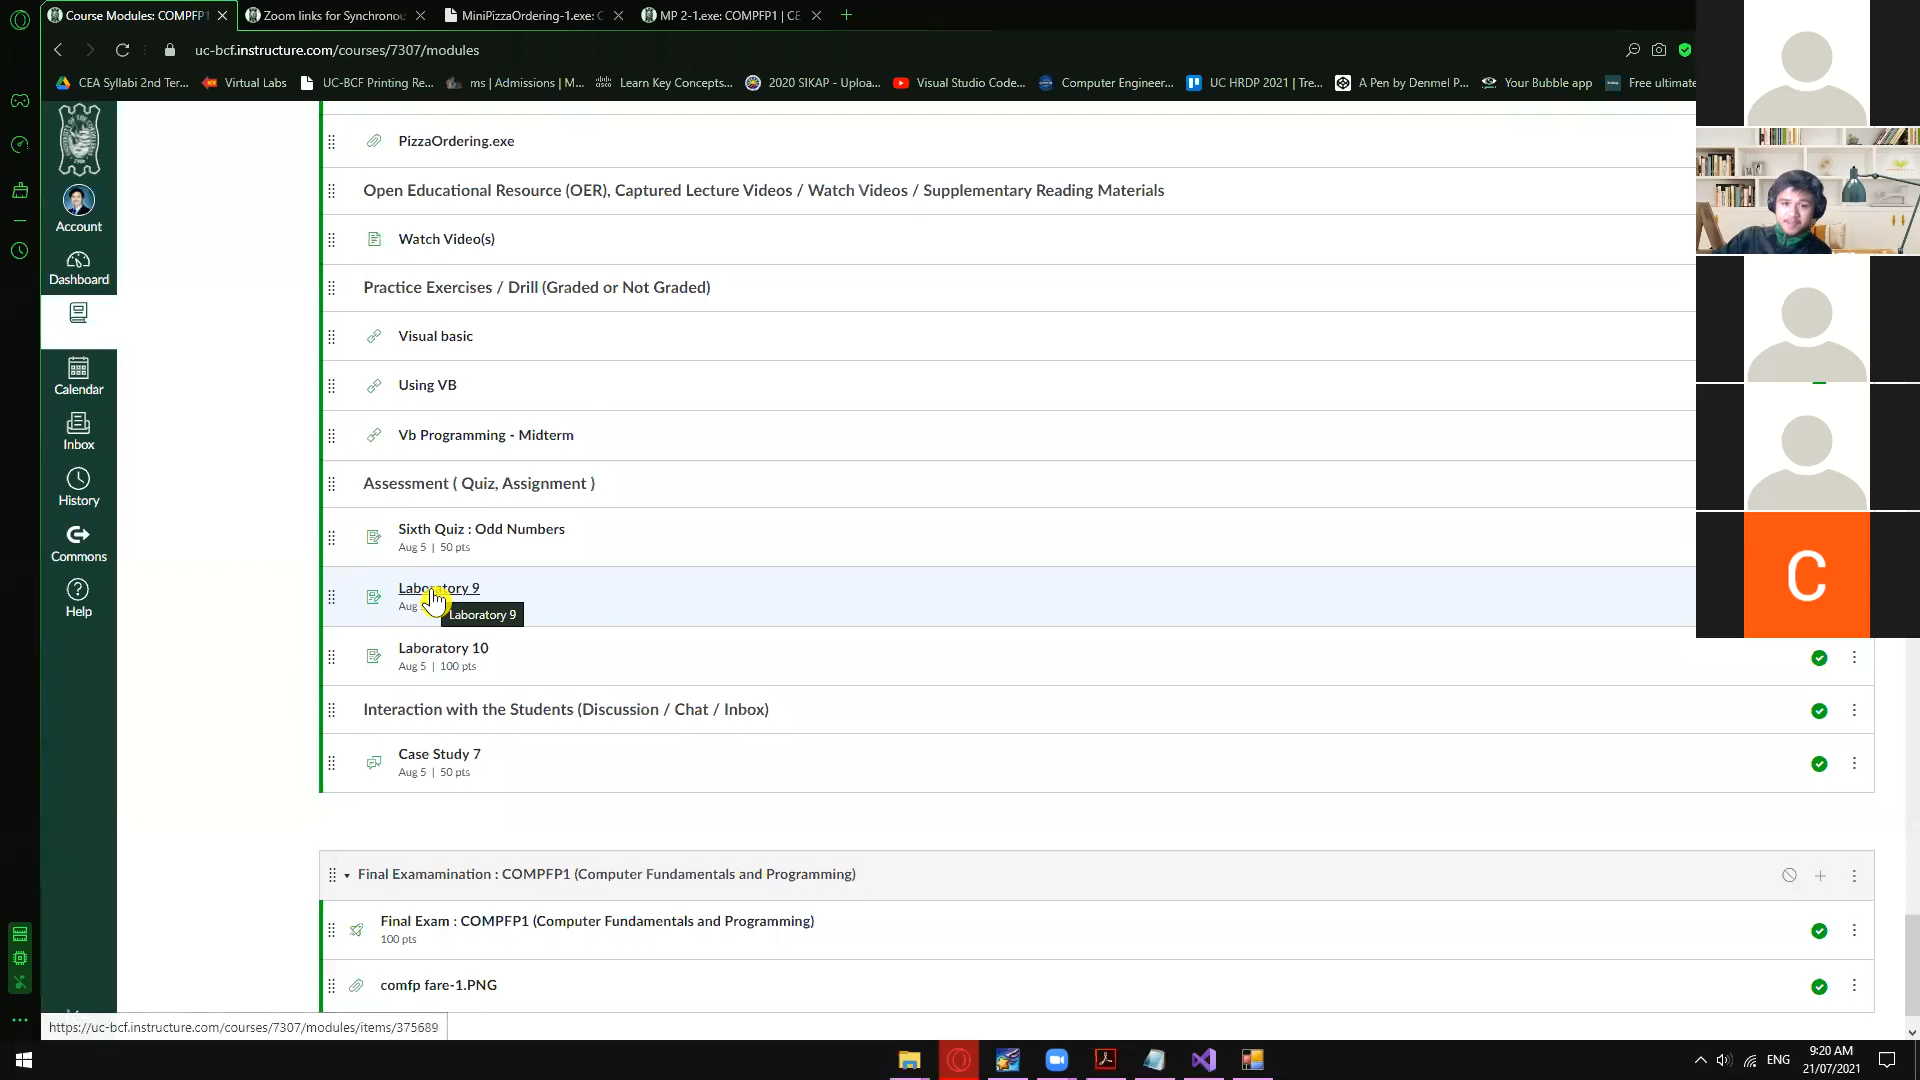 Course Modules: COMPFP1
Zoom links for Synchronou
MiniPizzaOrdering-1.exe: C
MP 2-1.exe: COMPFP1 | CE
uc-bcf.instructure.com/courses/7307/modules
CEA Syllabi 2nd Ter...
Virtual Labs
UC-BCF Printing Re...
ms | Admissions | M...
Learn Key Concepts...
2020 SIKAP - Uploa...
Visual Studio Code...
Computer Engineer...
UC HRDP 2021 | Tre...
A Pen by Denmel P...
Your Bubble app
Free ultimate
Account
Dashboard
Calendar
Inbox
History
Commons
Help
PizzaOrdering.exe
Open Educational Resource (OER), Captured Lecture Videos / Watch Videos / Supplementary Reading Materials
Watch Video(s)
Practice Exercises / Drill (Graded or Not Graded)
Visual basic
Using VB
Vb Programming - Midterm
Assessment ( Quiz, Assignment )
Sixth Quiz : Odd Numbers
Aug 5 | 50 pts
Laboratory 9
Aug
Laboratory 9
Laboratory 10
Aug 5 | 100 pts
Interaction with the Students (Discussion / Chat / Inbox)
Case Study 7
Aug 5 | 50 pts
Final Examamination : COMPFP1 (Computer Fundamentals and Programming)
Final Exam : COMPFP1 (Computer Fundamentals and Programming)
100 pts
comfp fare-1.PNG
https://uc-bcf.instructure.com/courses/7307/modules/items/375689
C
ENG
9:20 AM
21/07/2021